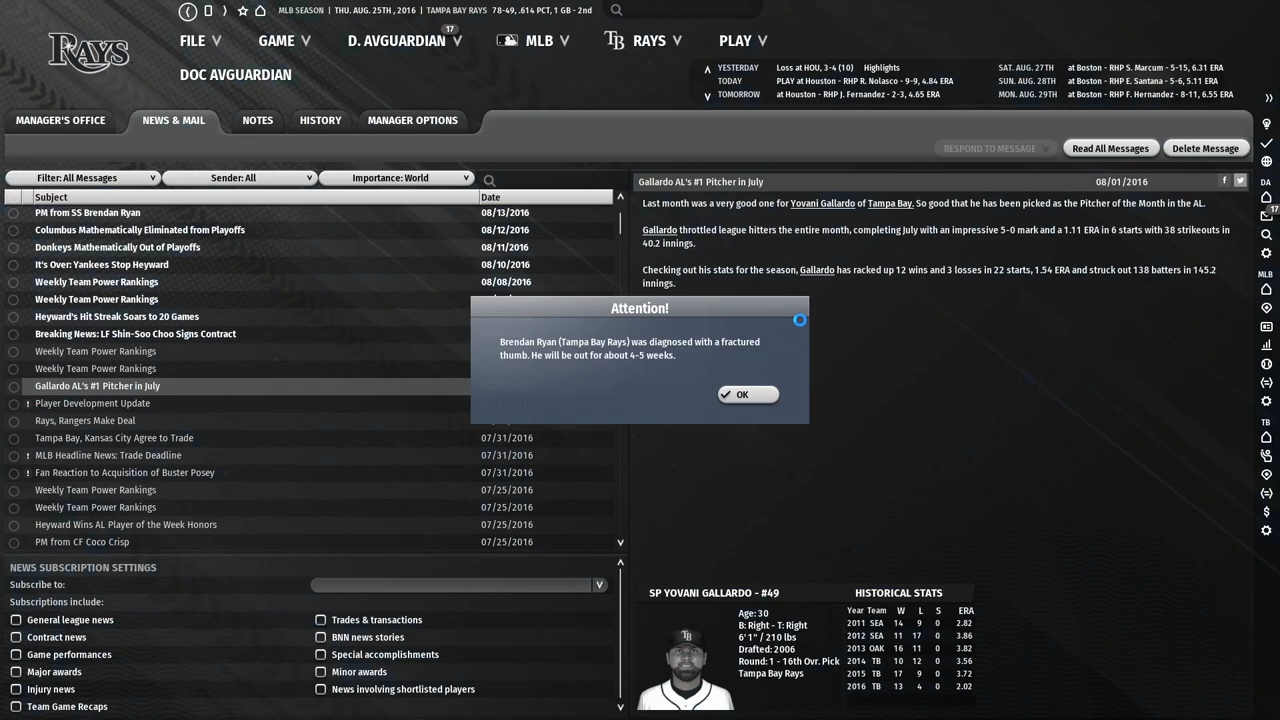 MLB SEASON | THU. AUG. 25TH , 2016 | TAMPA BAY RAYS 78-49, .614 PCT, 1 GB - 2nd
RAYS
FILE GAME D. AVGUARDIAN 17 MLB TB RAYS PLAY
DOC AVGUARDIAN
YESTERDAY Loss at HOU, 3-4 (10) Highlights SAT. AUG. 27TH at Boston - RHP S. Marcum - 5-15, 6.31 ERA
TODAY PLAY at Houston - RHP R. Nolasco - 9-9, 4.84 ERA SUN. AUG. 28TH at Boston - RHP E. Santana - 5-6, 5.11 ERA
TOMORROW at Houston - RHP J. Fernandez - 2-3, 4.65 ERA MON. AUG. 29TH at Boston - RHP F. Hernandez - 8-11, 6.55 ERA
MANAGER'S OFFICE NEWS & MAIL NOTES HISTORY MANAGER OPTIONS
RESPOND TO MESSAGE Read All Messages Delete Message
Filter: All Messages Sender: All Importance: World
Subject Date
PM from SS Brendan Ryan 08/13/2016
Columbus Mathematically Eliminated from Playoffs 08/12/2016
Donkeys Mathematically Out of Playoffs 08/11/2016
It's Over: Yankees Stop Heyward 08/10/2016
Weekly Team Power Rankings 08/08/2016
Weekly Team Power Rankings
Heyward's Hit Streak Soars to 20 Games
Breaking News: LF Shin-Soo Choo Signs Contract
Weekly Team Power Rankings
Weekly Team Power Rankings
Gallardo AL's #1 Pitcher in July
! Player Development Update
Rays, Rangers Make Deal
Tampa Bay, Kansas City Agree to Trade 07/31/2016
! MLB Headline News: Trade Deadline 07/31/2016
! Fan Reaction to Acquisition of Buster Posey 07/31/2016
Weekly Team Power Rankings 07/25/2016
Weekly Team Power Rankings 07/25/2016
Heyward Wins AL Player of the Week Honors 07/25/2016
PM from CF Coco Crisp 07/25/2016
Gallardo AL's #1 Pitcher in July 08/01/2016
Last month was a very good one for Yovani Gallardo of Tampa Bay. So good that he has been picked as the Pitcher of the Month in the AL.
Gallardo throttled league hitters the entire month, completing July with an impressive 5-0 mark and a 1.11 ERA in 6 starts with 38 strikeouts in
40.2 innings.
Checking out his stats for the season, Gallardo has racked up 12 wins and 3 losses in 22 starts, 1.54 ERA and struck out 138 batters in 145.2
innings.
Attention!
Brendan Ryan (Tampa Bay Rays) was diagnosed with a fractured
thumb. He will be out for about 4-5 weeks.
OK
NEWS SUBSCRIPTION SETTINGS
Subscribe to:
Subscriptions include:
General league news Trades & transactions
Contract news BNN news stories
Game performances Special accomplishments
Major awards Minor awards
Injury news News involving shortlisted players
Team Game Recaps
SP YOVANI GALLARDO - #49
Age: 30
B: Right - T: Right
6' 1" / 210 lbs
Drafted: 2006
Round: 1 - 16th Ovr. Pick
Tampa Bay Rays
TB
HISTORICAL STATS
Year Team W L S ERA
2011 SEA 14 9 0 2.82
2012 SEA 11 17 0 3.86
2013 OAK 16 11 0 3.82
2014 TB 10 12 0 3.56
2015 TB 17 9 0 3.72
2016 TB 13 4 0 2.02
DA
17
MLB
TB